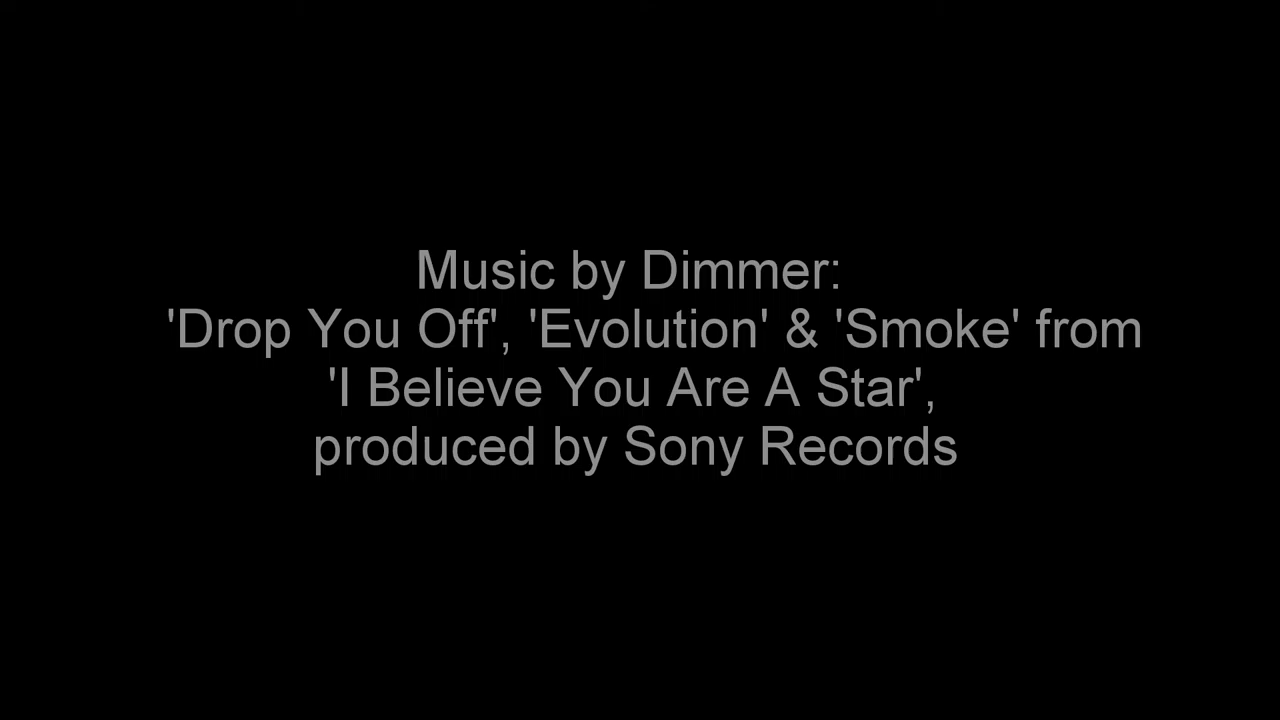 Music by Dimmer:
'Drop You Off', 'Evolution' & 'Smoke' from
'I Believe You Are A Star',
produced by Sony Records